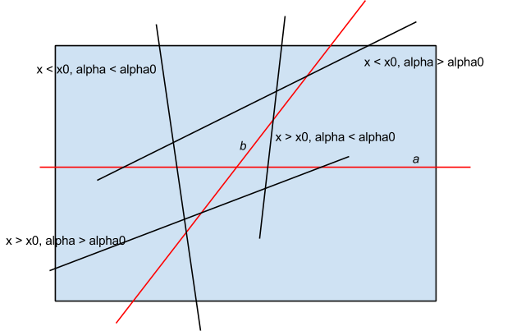 x < x0, alpha < alpha0
x < x0, alpha > alpha0
x > x0, alpha < alpha0
b
a
x > x0, alpha > alpha0